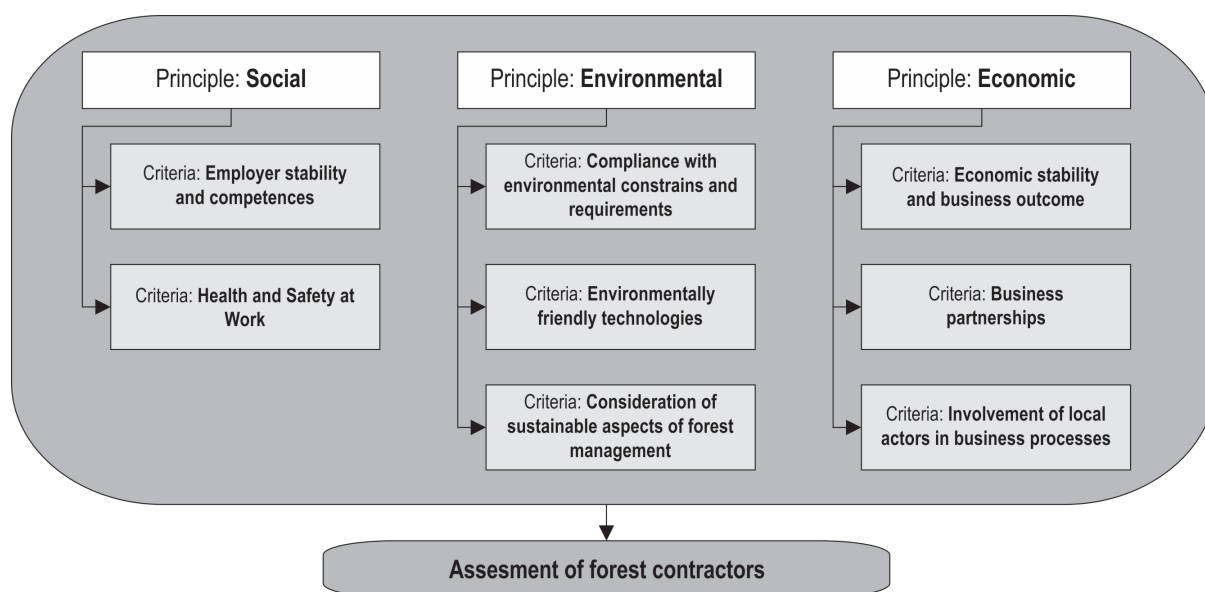 Principle: Social
Criteria: Employer stability
and competences
Criteria: Health and Safety at
Work
Principle: Environmental
Criteria: Compliance with
environmental constrains and
requirements
Criteria: Environmentally
friendly technologies
Criteria: Consideration of
sustainable aspects of forest
management
Principle: Economic
Criteria: Economic stability
and business outcome
Criteria: Business
partnerships
Criteria: Involvement of local
actors in business processes
Assesment of forest contractors